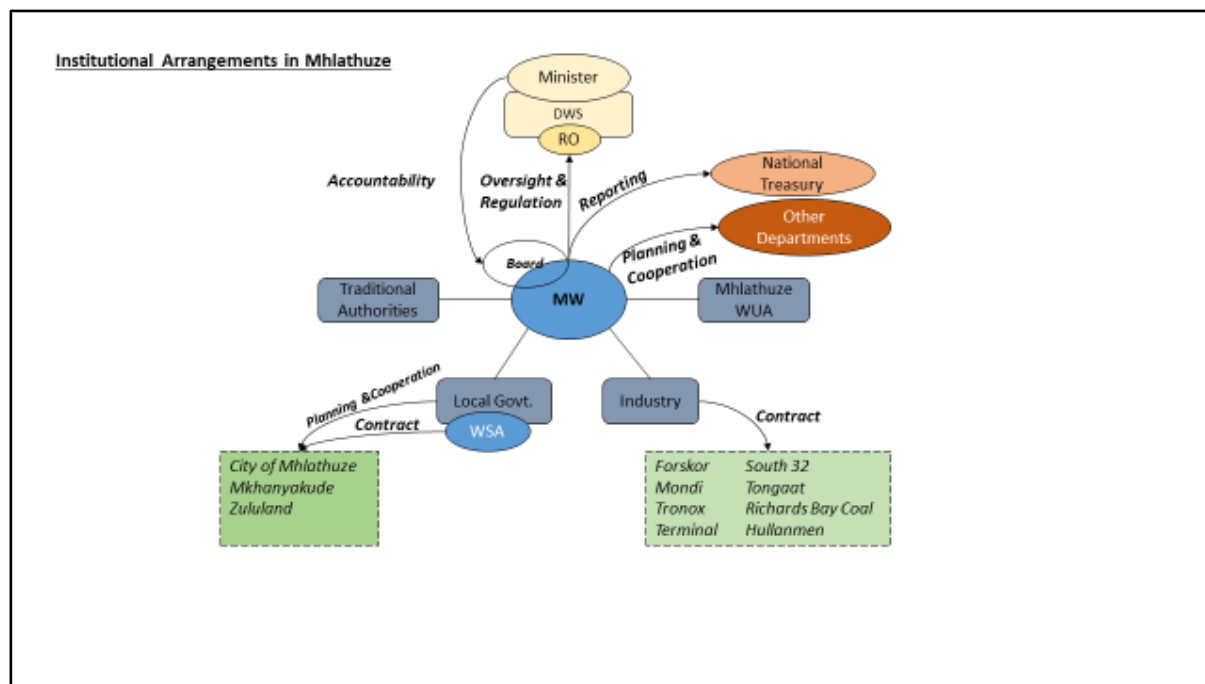 Institutional Arrangements in Mhlathuze
Minister
DWS
RO
Accountability
Oversight &
Regulation
Reporting
National
Treasury
Other
Departments
Planning &
Cooperation
Board
MW
Traditional
Authorities
Mhlathuze
WUA
Planning &Cooperation
Contract
Local Govt.
WSA
Industry
Contract
City of Mhlathuze
Mkhanyakude
Zululand
Forskor South 32
Mondi Tongaat
Tronox Richards Bay Coal
Terminal Hullanmen